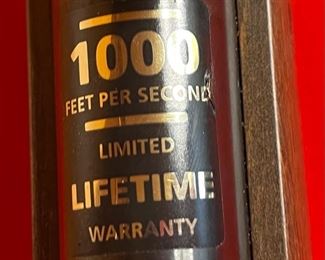 1000
FEET PER SECOND
LIMITED
LIFETIME
WARRANTY